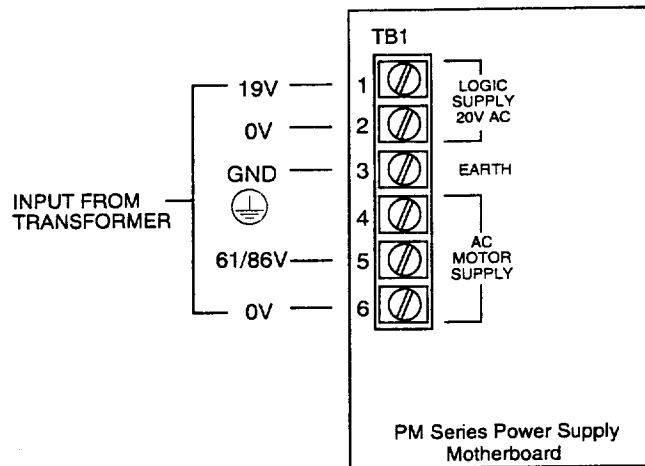 TB1
19V
1
LOGIC
SUPPLY
20V AC
0V
2
GND
3
EARTH
INPUT FROM
TRANSFORMER
4
AC
MOTOR
SUPPLY
61/86V
5
0V
6
PM Series Power Supply
Motherboard